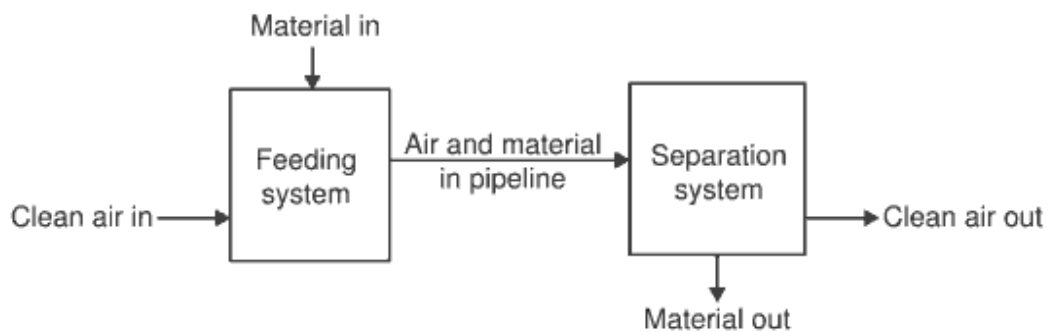 Material in
Feeding
system
Air and material
in pipeline
Separation
system
Clean air in
Clean air out
Material out